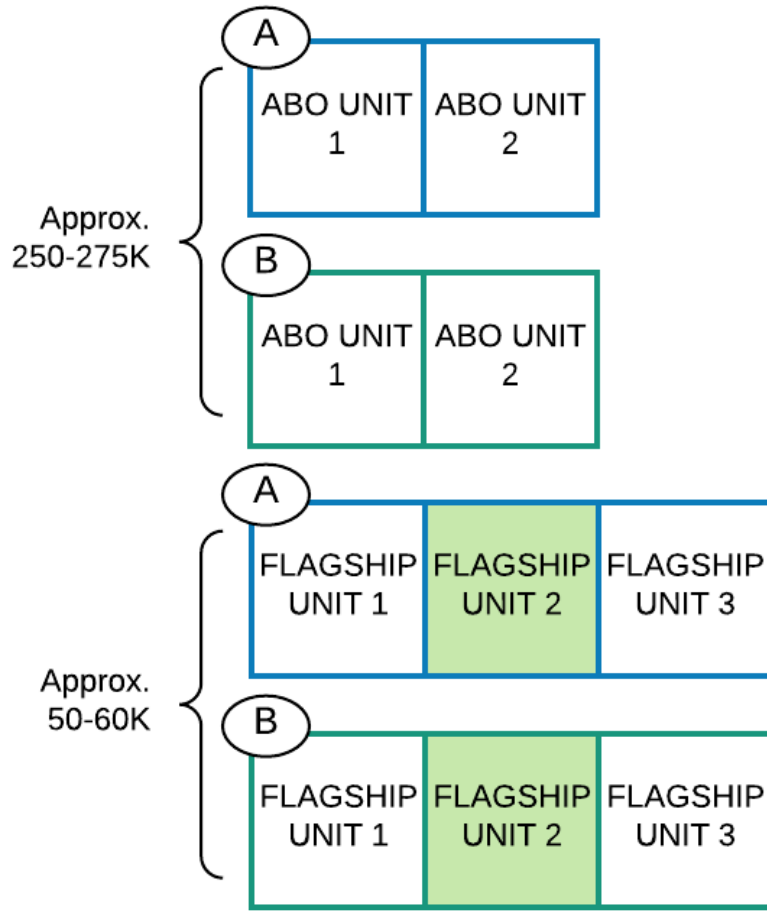 A
ABO UNIT
1
ABO UNIT
2
Approx.
250-275K
B
ABO UNIT
1
ABO UNIT
2
A
FLAGSHIP
UNIT 1
FLAGSHIP
UNIT 2
FLAGSHIP
UNIT 3
Approx.
50-60K
B
FLAGSHIP
UNIT 1
FLAGSHIP
UNIT 2
FLAGSHIP
UNIT 3